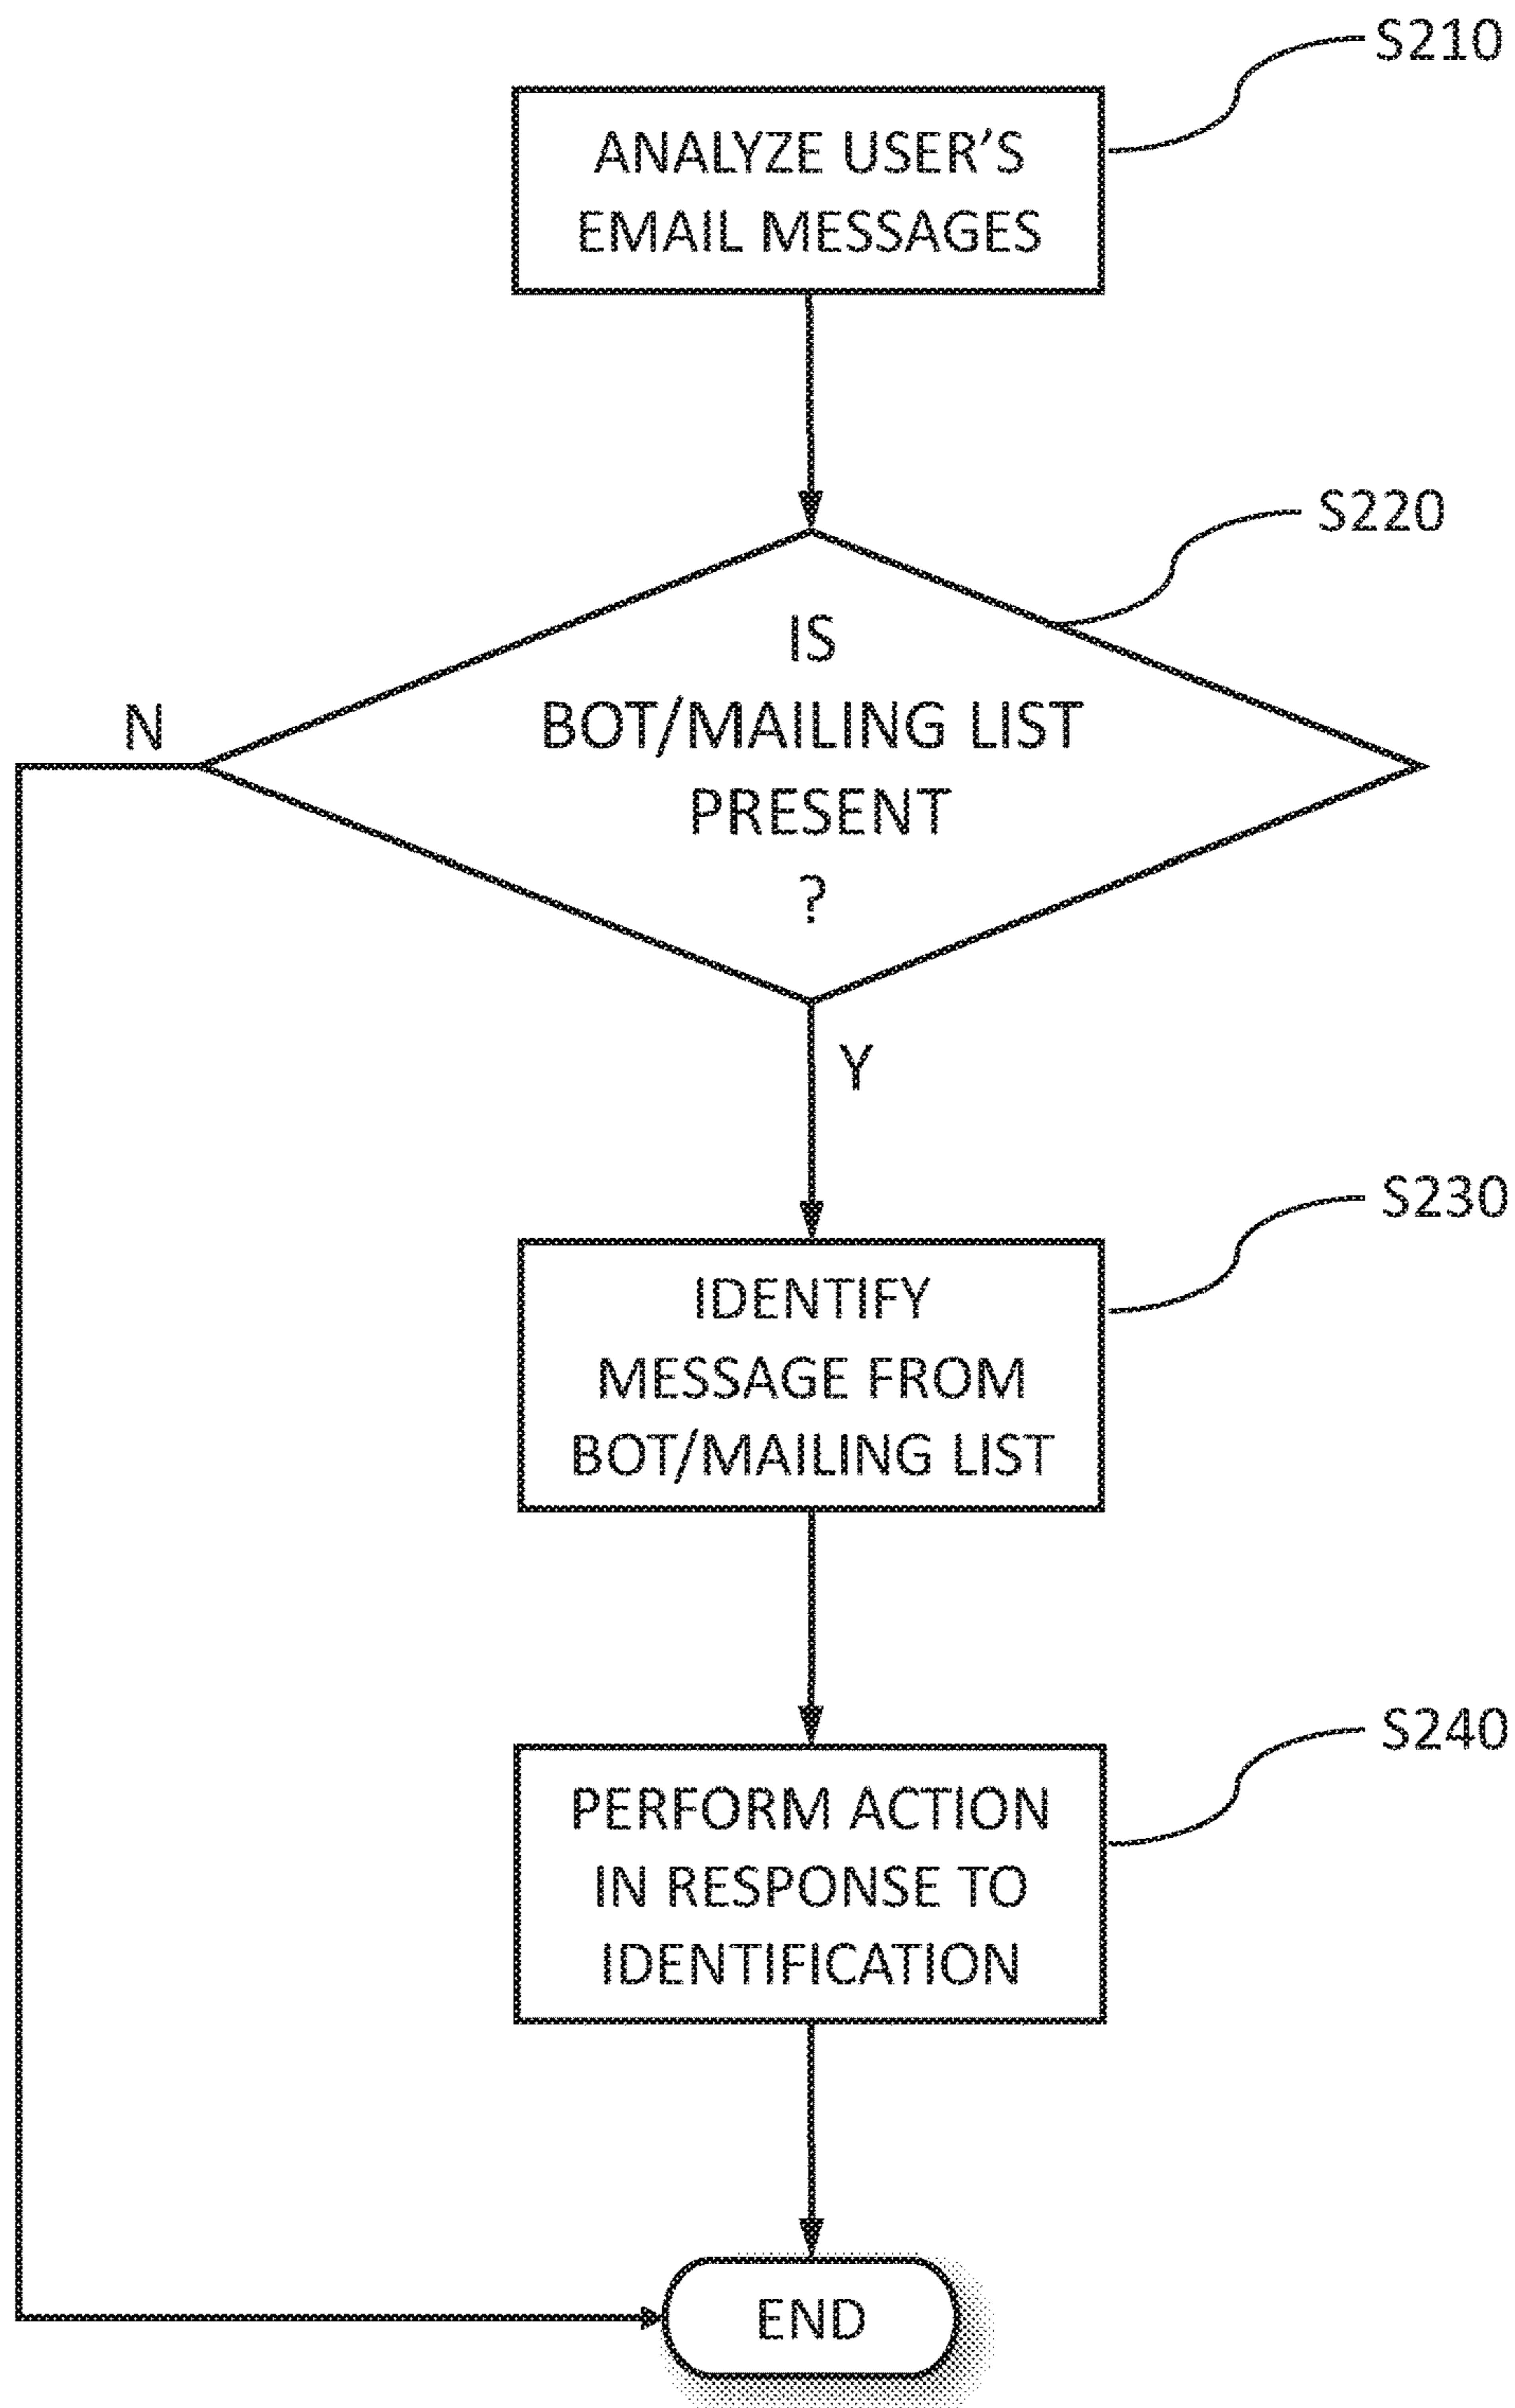 S210
ANALYZE USER'S
EMAIL MESSAGES
S220
IS
BOT/MAILING LIST
PRESENT
?
N
Y
S230
IDENTIFY
MESSAGE FROM
BOT/MAILING LIST
S240
PERFORM ACTION
IN RESPONSE TO
IDENTIFICATION
END